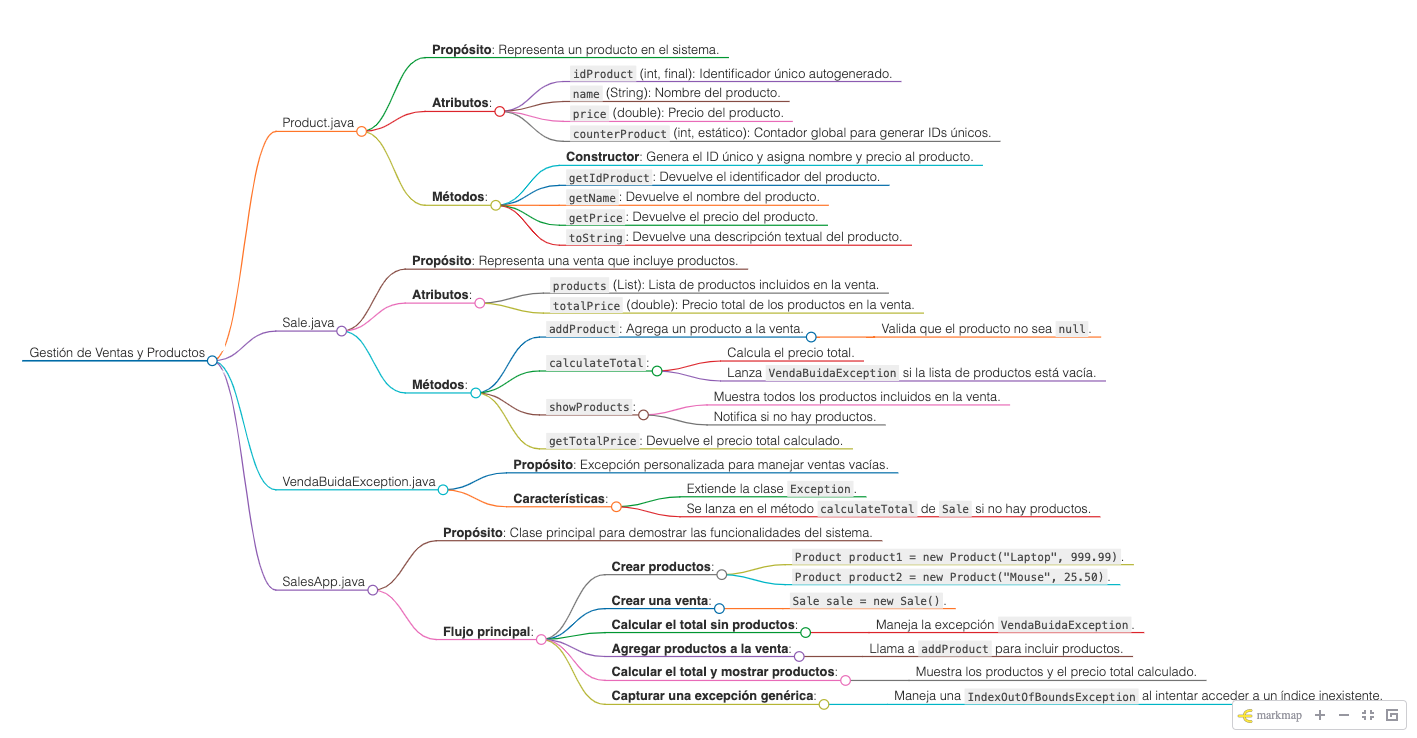 Gestión de Ventas y Productos
Product.java
Propósito: Representa un producto en el sistema.
Atributos:
idProduct (int, final): Identificador único autogenerado.
name (String): Nombre del producto.
price (double): Precio del producto.
counterProduct (int, estático): Contador global para generar IDs únicos.
Métodos:
Constructor: Genera el ID único y asigna nombre y precio al producto.
getIdProduct: Devuelve el identificador del producto.
getName: Devuelve el nombre del producto.
getPrice: Devuelve el precio del producto.
toString: Devuelve una descripción textual del producto.
Sale.java
Propósito: Representa una venta que incluye productos.
Atributos:
products (List): Lista de productos incluidos en la venta.
totalPrice (double): Precio total de los productos en la venta.
Métodos:
addProduct: Agrega un producto a la venta.
Valida que el producto no sea null.
calculateTotal:
Calcula el precio total.
Lanza VendaBuidaException si la lista de productos está vacía.
showProducts:
Muestra todos los productos incluidos en la venta.
Notifica si no hay productos.
getTotalPrice: Devuelve el precio total calculado.
VendaBuidaException.java
Propósito: Excepción personalizada para manejar ventas vacías.
Características:
Extiende la clase Exception.
Se lanza en el método calculateTotal de Sale si no hay productos.
SalesApp.java
Propósito: Clase principal para demostrar las funcionalidades del sistema.
Flujo principal:
Crear productos:
Product product1 = new Product("Laptop", 999.99).
Product product2 = new Product("Mouse", 25.50).
Crear una venta:
Sale sale = new Sale().
Calcular el total sin productos:
Maneja la excepción VendaBuidaException.
Agregar productos a la venta:
Llama a addProduct para incluir productos.
Calcular el total y mostrar productos:
Muestra los productos y el precio total calculado.
Capturar una excepción genérica:
Maneja una IndexOutOfBoundsException al intentar acceder a un índice inexistente.
markmap